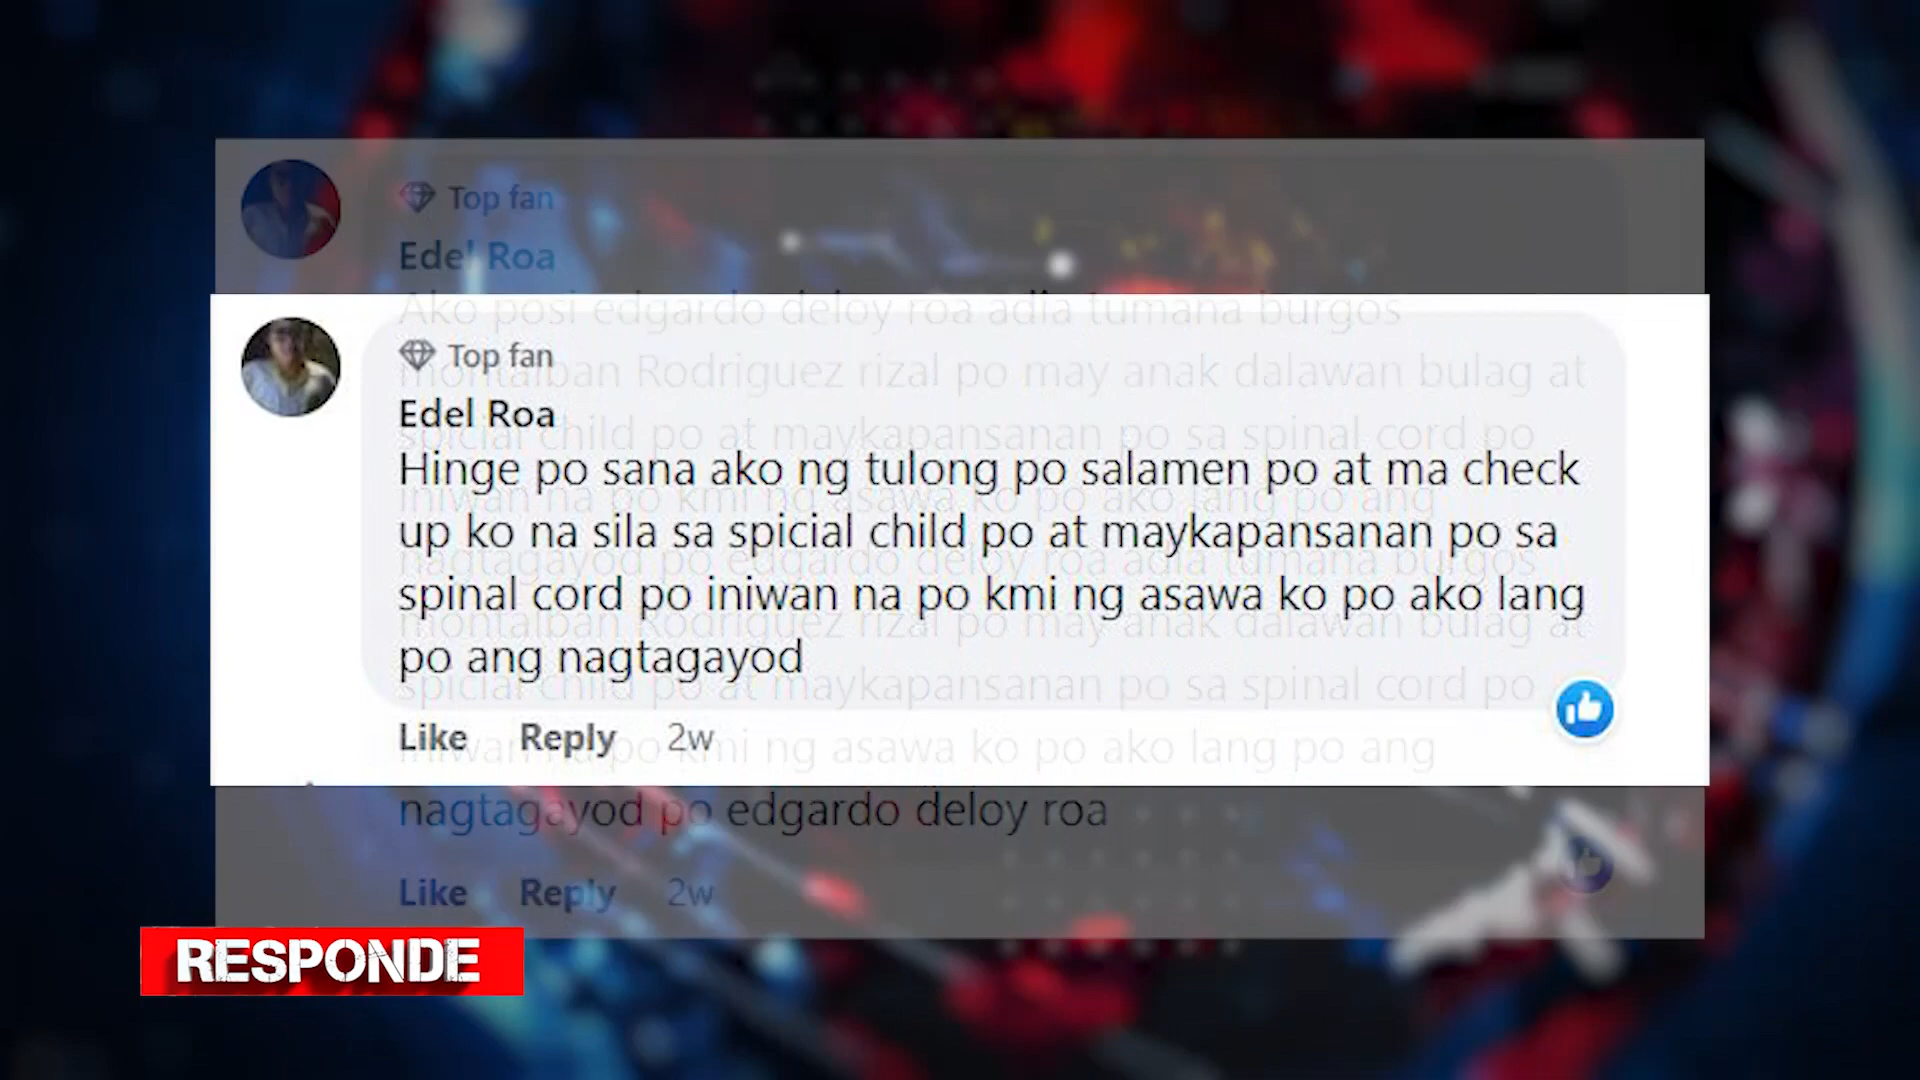 Top fan
Edel Roa
Ako posi edgardo deloy roa adia tumana burgos
montalban Rodriguez rizal po may anak dalawan bulag at
spicial child po at maykapansanan po sa spinal cord po
iniwan na po kmi ng asawa ko po ako lang po ang
nagtagayod po edgardo deloy roa adia tumana burgos
montalban Rodriguez rizal po may anak dalawan bulag at
spicial child po at maykapansanan po sa spinal cord po
iniwan na po kmi ng asawa ko po ako lang po ang
nagtagayod po edgardo deloy roa
Like Reply 2w
Top fan
Edel Roa
Hinge po sana ako ng tulong po salamen po at ma check
up ko na sila sa spicial child po at maykapansanan po sa
spinal cord po iniwan na po kmi ng asawa ko po ako lang
po ang nagtagayod
Like Reply 2w
RESPONDE